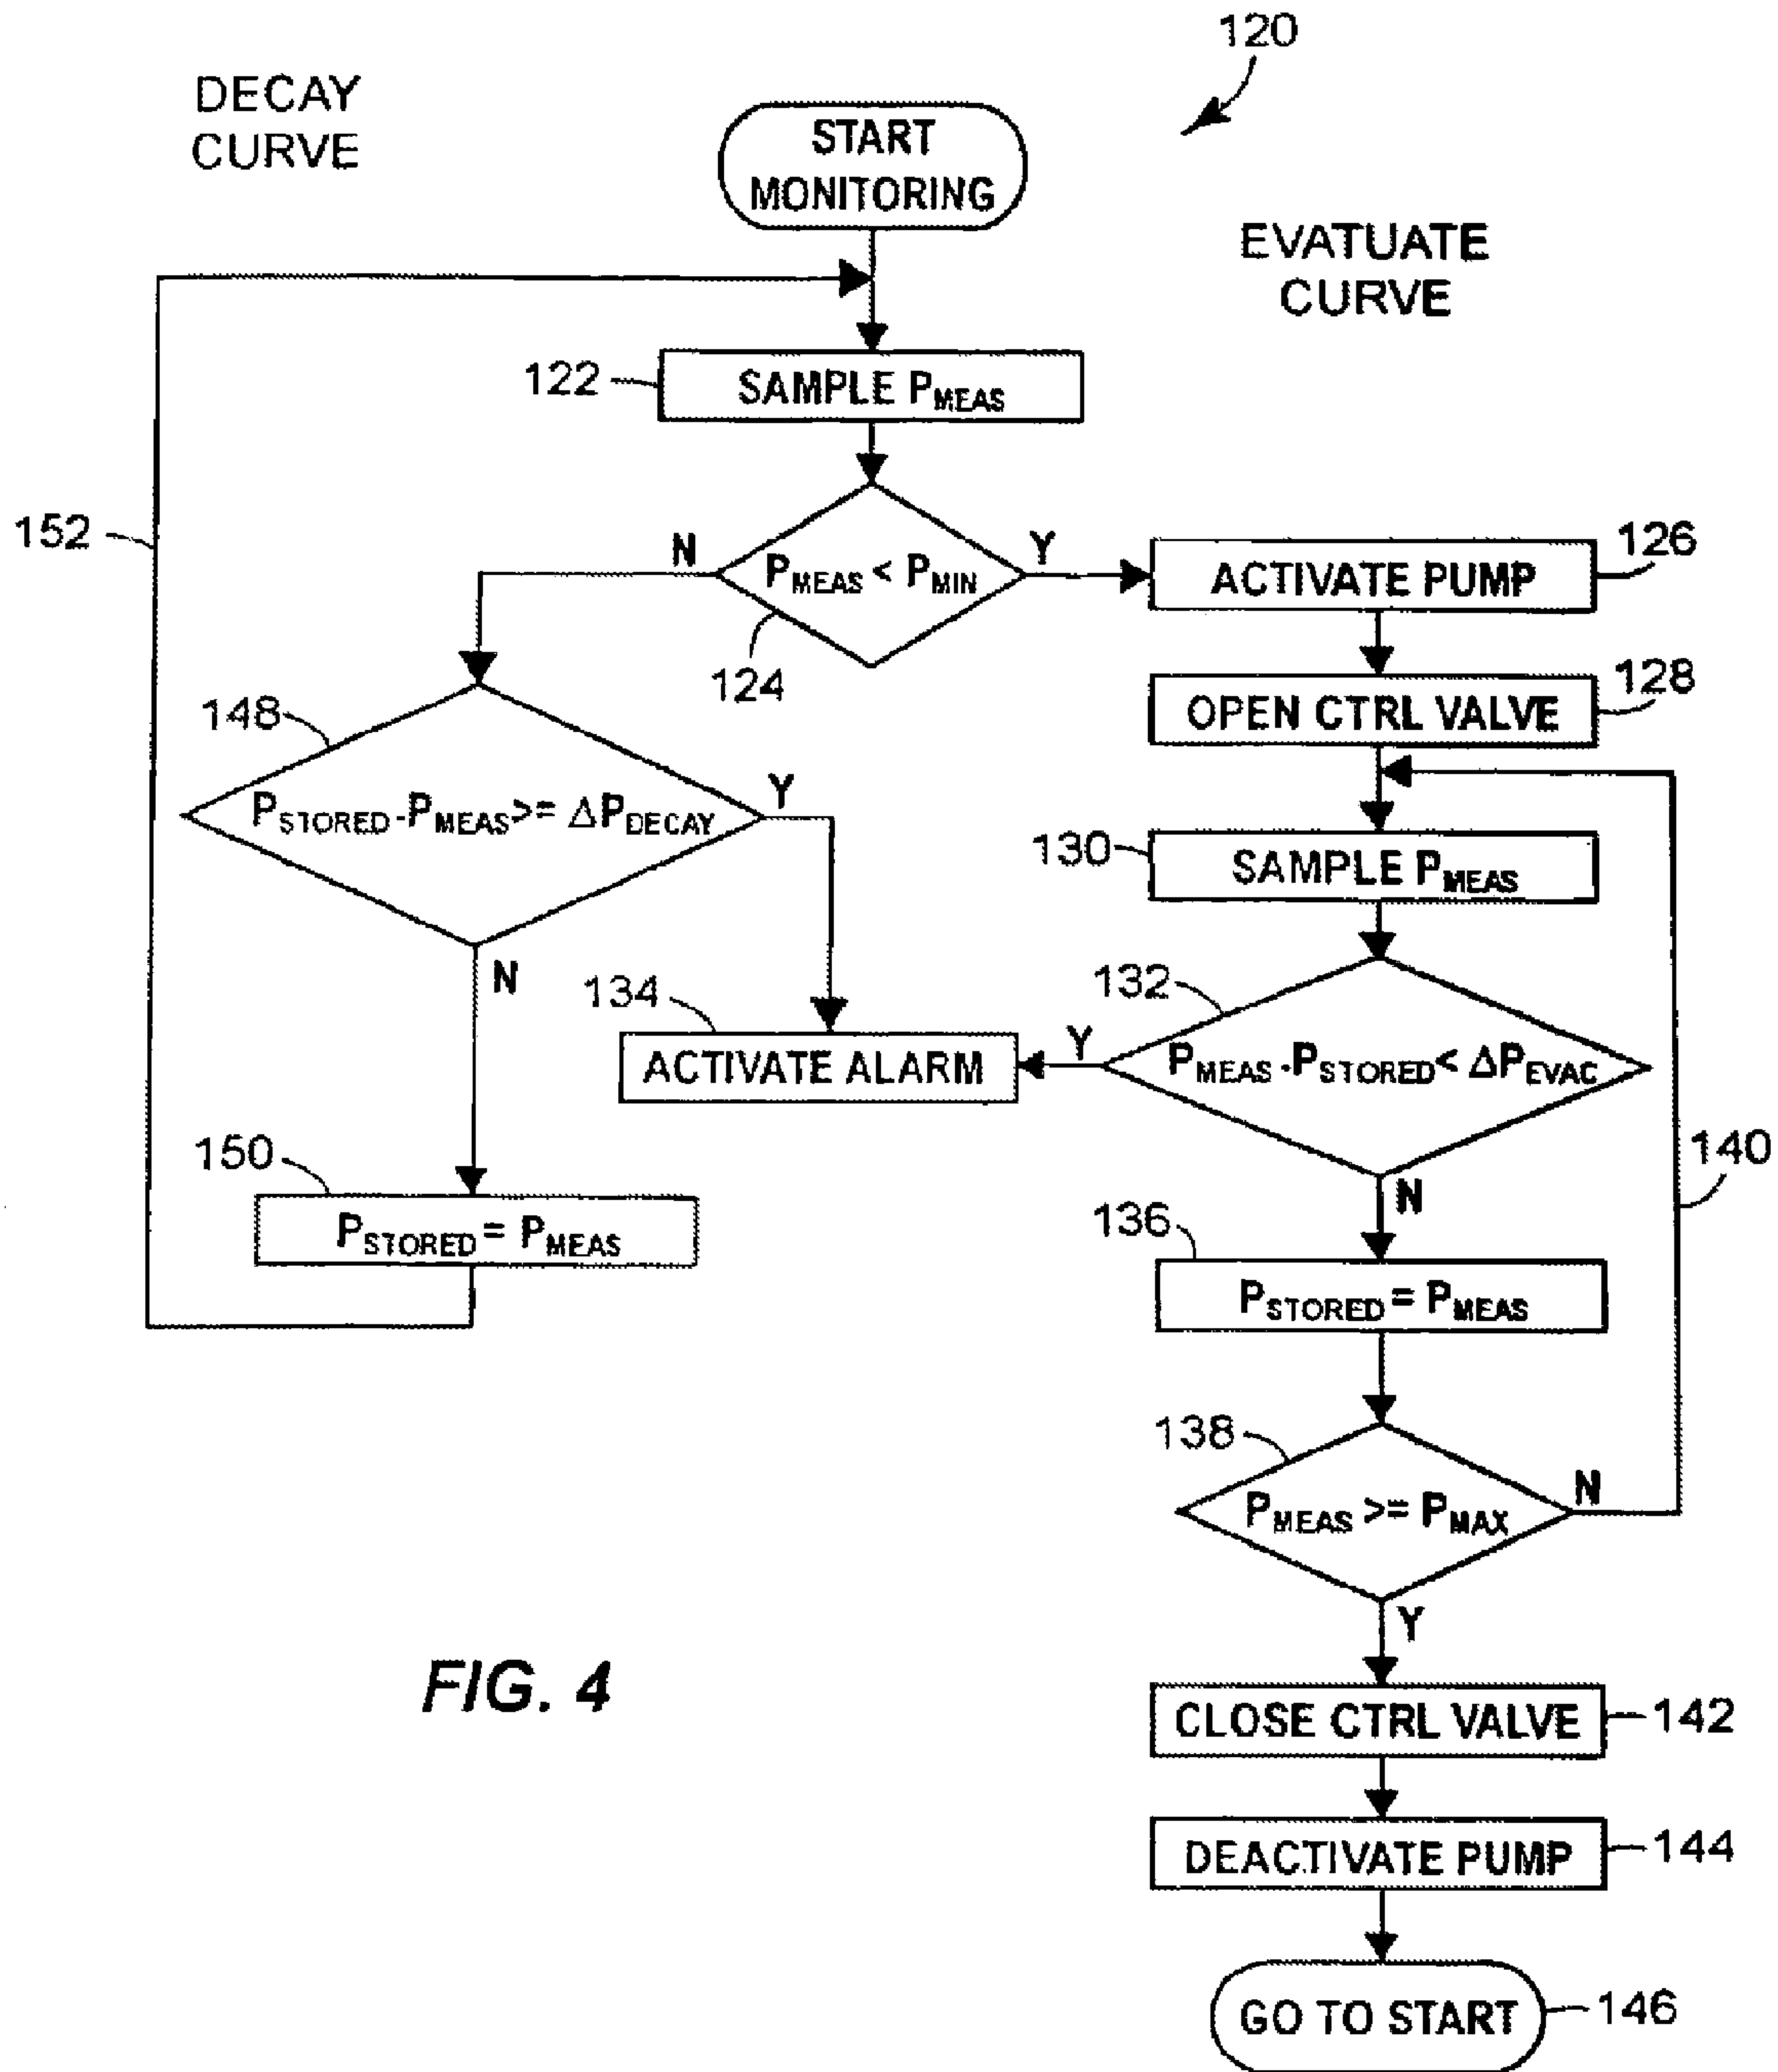 120
DECAY
CURVE
START
MONITORING
EVATUATE
CURVE
122
SAMPLE PMEAS
152
N
PMEAS < PMIN
Y
124
ACTIVATE PUMP
126
OPEN CTRL VALVE
128
148
PSTORED - PMEAS >= ΔPDECAY
Y
N
130
SAMPLE PMEAS
132
PMEAS - PSTORED < ΔPEVAC
Y
N
134
ACTIVATE ALARM
140
150
PSTORED = PMEAS
136
PSTORED = PMEAS
138
PMEAS >= PMAX
N
Y
CLOSE CTRL VALVE
142
DEACTIVATE PUMP
144
GO TO START
146
FIG. 4